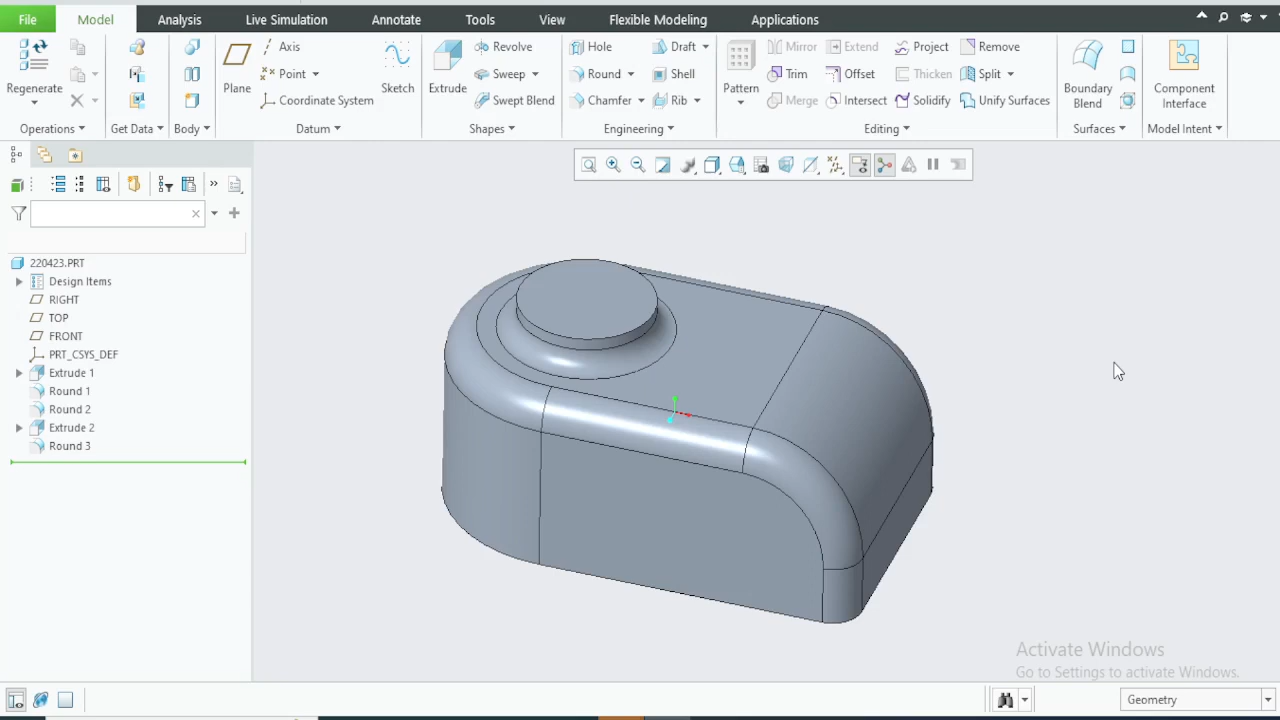 File Model Analysis Live Simulation Annotate Tools View Flexible Modeling Applications
Regenerate
Operations
Get Data
Body
Plane
Axis
Point
Coordinate System
Sketch
Datum
Extrude
Revolve
Sweep
Swept Blend
Shapes
Hole
Round
Chamfer
Draft
Shell
Rib
Engineering
Pattern
Mirror
Trim
Merge
Extend
Offset
Intersect
Project
Thicken
Solidify
Remove
Split
Unify Surfaces
Editing
Boundary
Blend
Surfaces
Component
Interface
Model Intent
220423.PRT
Design Items
RIGHT
TOP
FRONT
PRT_CSYS_DEF
Extrude 1
Round 1
Round 2
Extrude 2
Round 3
Activate Windows
Go to Settings to activate Windows.
Geometry